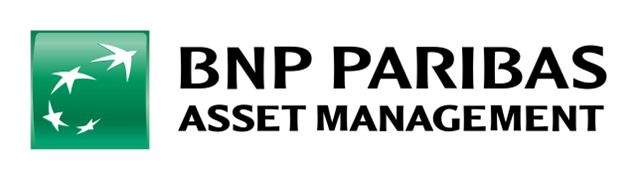 BNP PARIBAS
ASSET MANAGEMENT